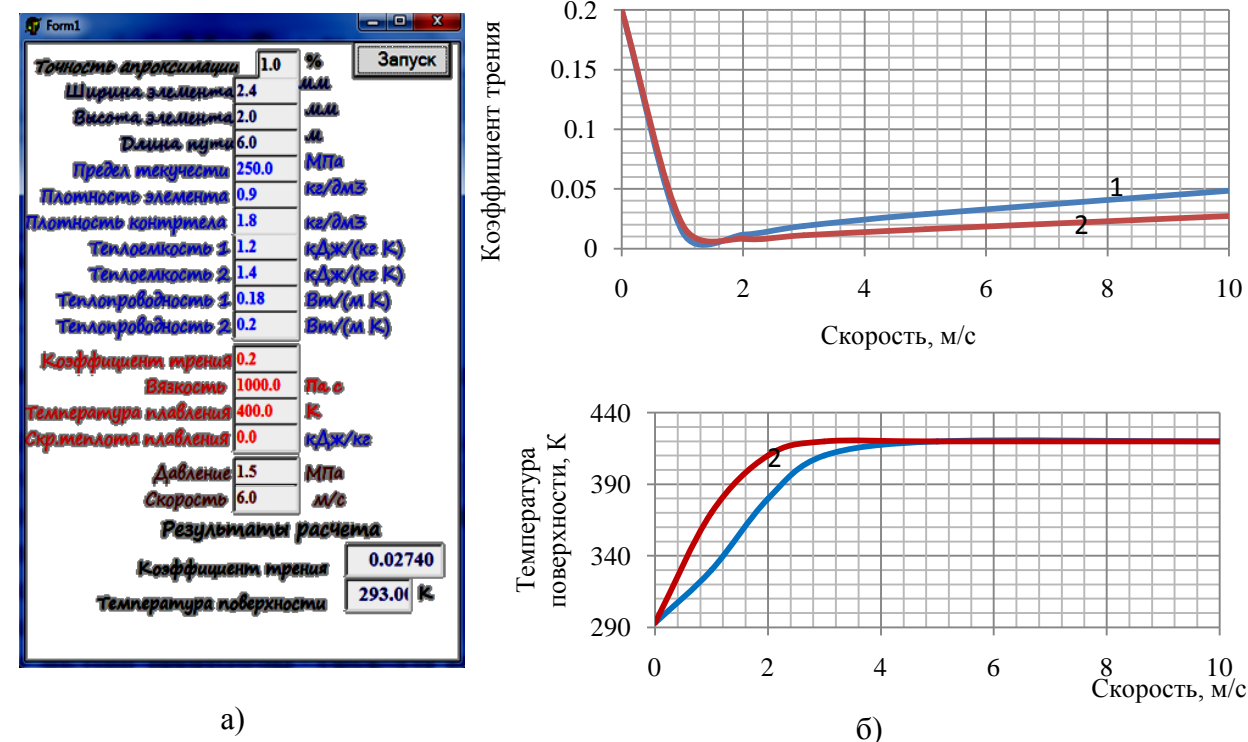 Form1
Запуск
Точность апроксимации 1.0 %
Ширина элемента 2.4 мм
Высота элемента 2.0 мм
Длина пути 6.0 м
Предел текучести 250.0 МПа
Плотность элемента 0.9 кг/дм3
Плотность контртела 1.8 кг/дм3
Теплоемкость 1 1.2 кДж/(кг К)
Теплоемкость 2 1.4 кДж/(кг К)
Теплопроводность 1 0.18 Вт/(м К)
Теплопроводность 2 0.2 Вт/(м К)
Коэффициент трения 0.2
Вязкость 1000.0 Па с
Температура плавления 400.0 К
Скр.теплота плавления 0.0 кДж/кг
Давление 1.5 МПа
Скорость 6.0 м/с
Результаты расчета
Коэффициент трения 0.02740
Температура поверхности 293.0 К
а)
Коэффициент трения
0.2
0.15
0.1
0.05
0
1
2
0 2 4 6 8 10
Скорость, м/с
Температура
поверхности, К
440
390
340
290
2
0 2 4 6 8 10
Скорость, м/с
б)